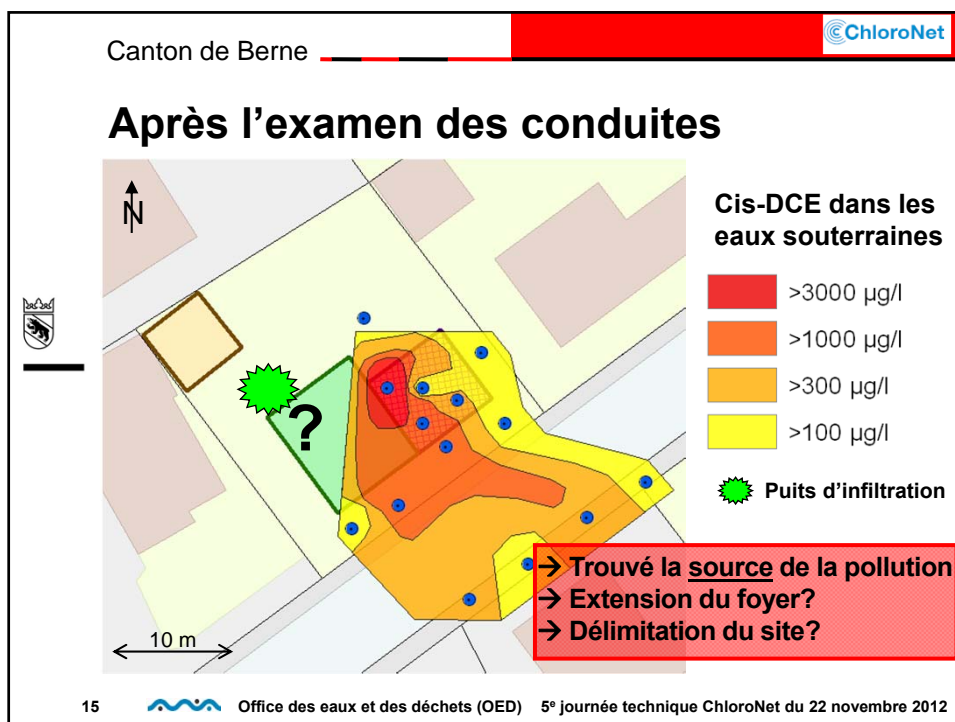 ChloroNet
Canton de Berne
Après l'examen des conduites
N
?
10 m
Cis-DCE dans les
eaux souterraines
>3000 µg/l
>1000 µg/l
>300 µg/l
>100 µg/l
Puits d'infiltration
→ Trouvé la source de la pollution
→ Extension du foyer?
→ Délimitation du site?
15 Office des eaux et des déchets (OED) 5e journée technique ChloroNet du 22 novembre 2012